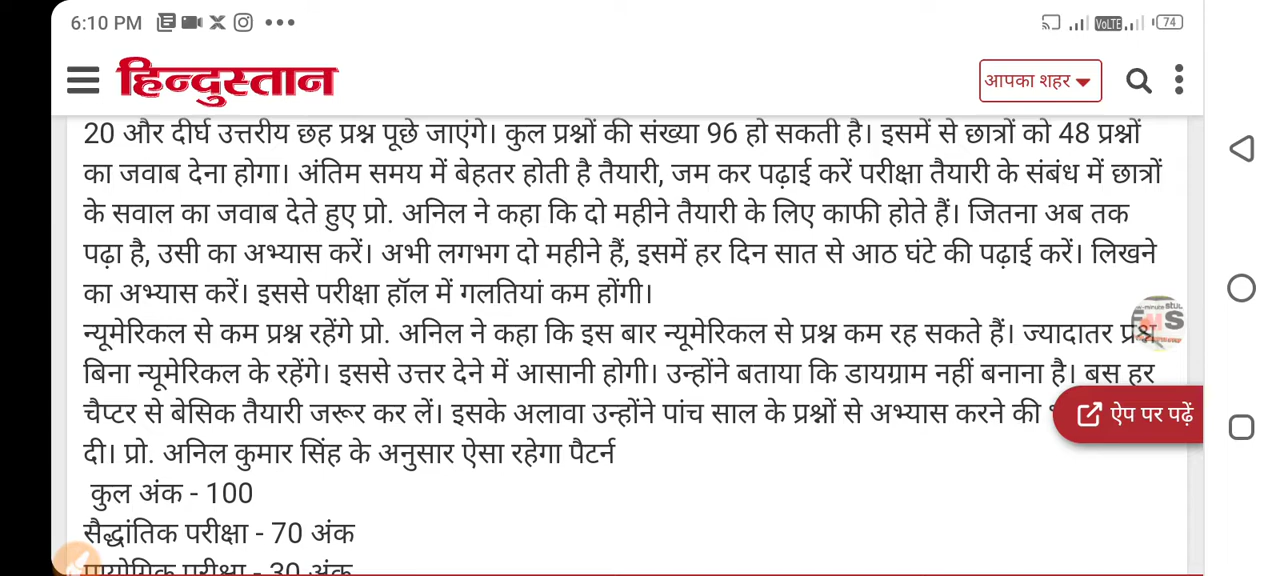 6:10 PM
VoLTE
74
हिन्दुस्तान
आपका शहर
20 और दीर्घ उत्तरीय छह प्रश्न पूछे जाएंगे। कुल प्रश्नों की संख्या 96 हो सकती है। इसमें से छात्रों को 48 प्रश्नों
का जवाब देना होगा। अंतिम समय में बेहतर होती है तैयारी, जम कर पढ़ाई करें परीक्षा तैयारी के संबंध में छात्रों
के सवाल का जवाब देते हुए प्रो. अनिल ने कहा कि दो महीने तैयारी के लिए काफी होते हैं। जितना अब तक
पढ़ा है, उसी का अभ्यास करें। अभी लगभग दो महीने हैं, इसमें हर दिन सात से आठ घंटे की पढ़ाई करें। लिखने
का अभ्यास करें। इससे परीक्षा हॉल में गलतियां कम होंगी।
न्यूमेरिकल से कम प्रश्न रहेंगे प्रो. अनिल ने कहा कि इस बार न्यूमेरिकल से प्रश्न कम रह सकते हैं। ज्यादातर प्रश्न
बिना न्यूमेरिकल के रहेंगे। इससे उत्तर देने में आसानी होगी। उन्होंने बताया कि डायग्राम नहीं बनाना है। बस हर
चैप्टर से बेसिक तैयारी जरूर कर लें। इसके अलावा उन्होंने पांच साल के प्रश्नों से अभ्यास करने की
ऐप पर पढ़ें
दी। प्रो. अनिल कुमार सिंह के अनुसार ऐसा रहेगा पैटर्न
कुल अंक - 100
सैद्धांतिक परीक्षा - 70 अंक
प्रायोगिक परीक्षा - 30 अंक